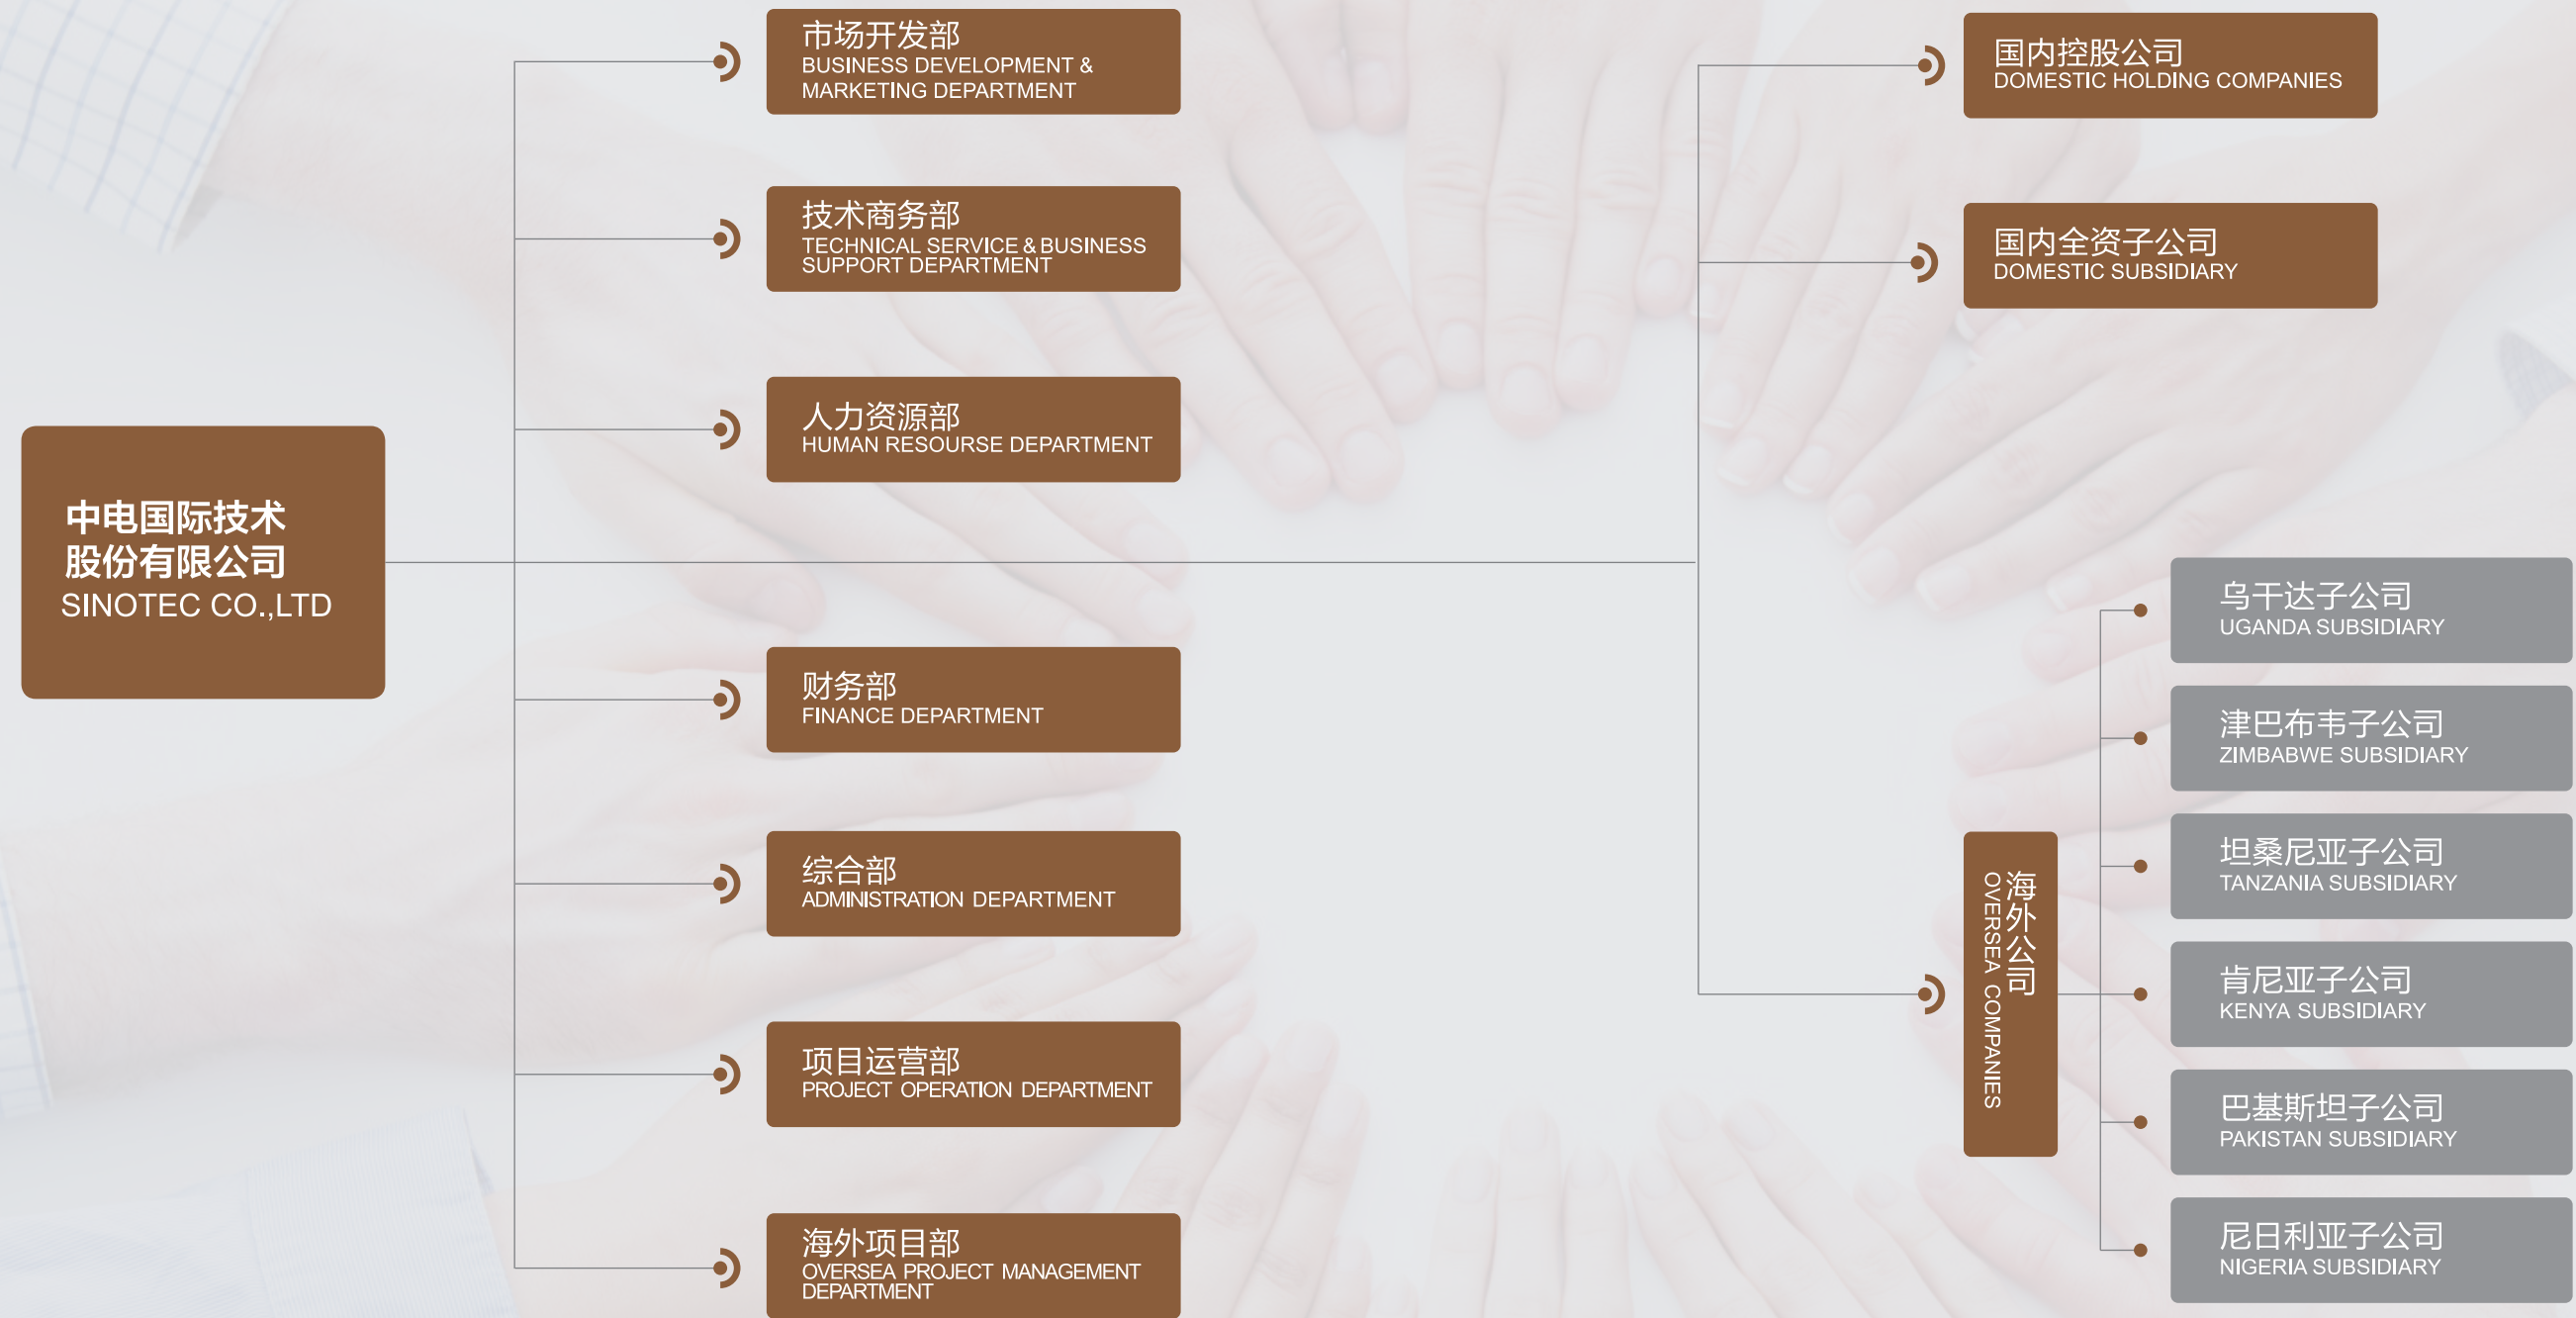 中电国际技术
股份有限公司
SINOTEC CO.,LTD
市场开发部
BUSINESS DEVELOPMENT &
MARKETING DEPARTMENT
技术商务部
TECHNICAL SERVICE & BUSINESS
SUPPORT DEPARTMENT
人力资源部
HUMAN RESOURSE DEPARTMENT
财务部
FINANCE DEPARTMENT
综合部
ADMINISTRATION DEPARTMENT
项目运营部
PROJECT OPERATION DEPARTMENT
海外项目部
OVERSEA PROJECT MANAGEMENT
DEPARTMENT
国内控股公司
DOMESTIC HOLDING COMPANIES
国内全资子公司
DOMESTIC SUBSIDIARY
海外公司
OVERSEA COMPANIES
乌干达子公司
UGANDA SUBSIDIARY
津巴布韦子公司
ZIMBABWE SUBSIDIARY
坦桑尼亚子公司
TANZANIA SUBSIDIARY
肯尼亚子公司
KENYA SUBSIDIARY
巴基斯坦子公司
PAKISTAN SUBSIDIARY
尼日利亚子公司
NIGERIA SUBSIDIARY